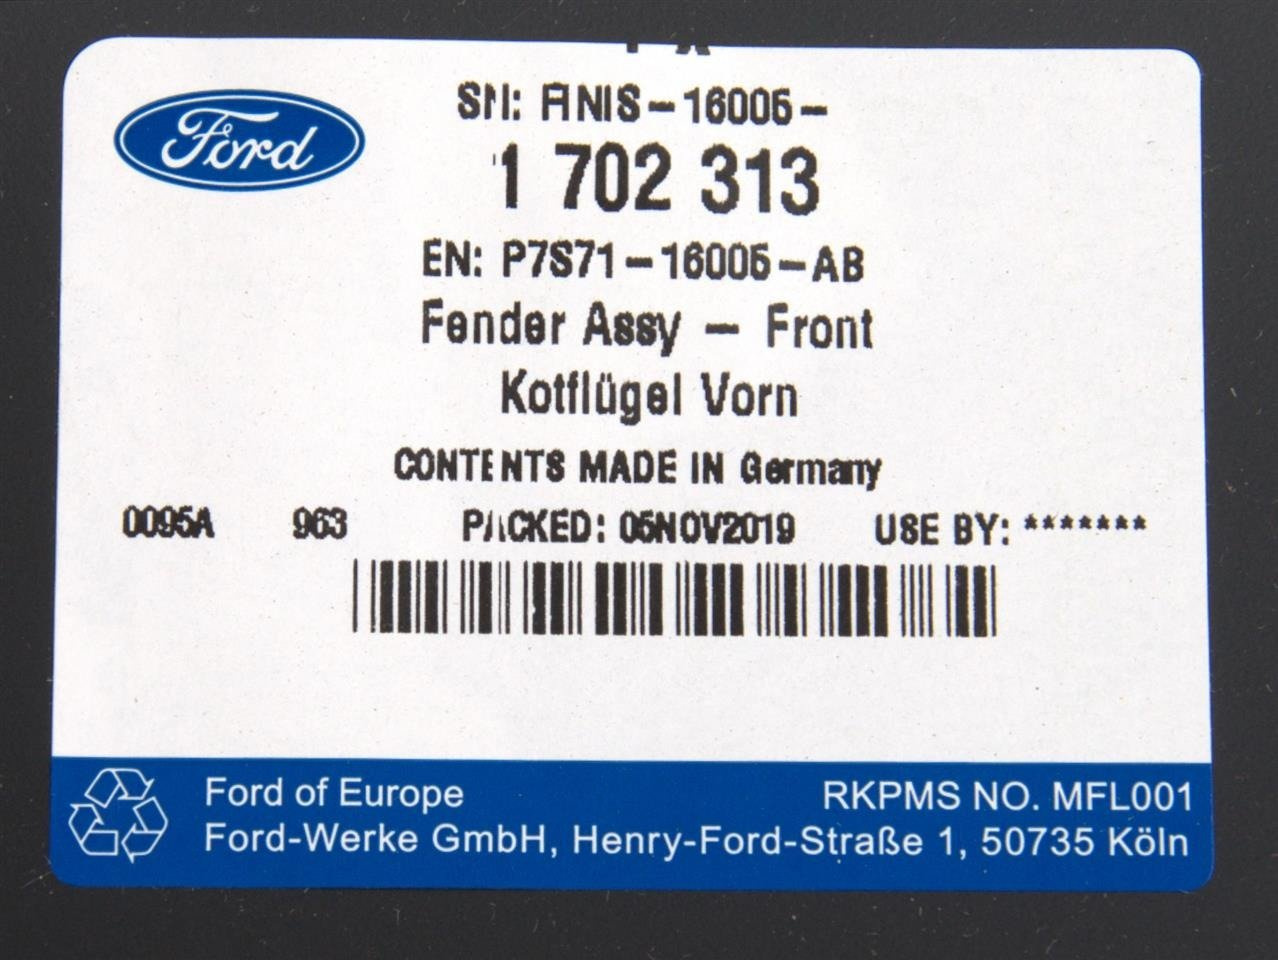 Ford
SN: FINIS-16005-
1 702 313
EN: P7S71-16005-AB
Fender Assy - Front
Kotflügel Vorn
CONTENTS MADE IN Germany
0095A 963 PACKED: 05NOV2019 USE BY: *******
Ford of Europe RKPMS NO. MFL001
Ford-Werke GmbH, Henry-Ford-Straße 1, 50735 Köln